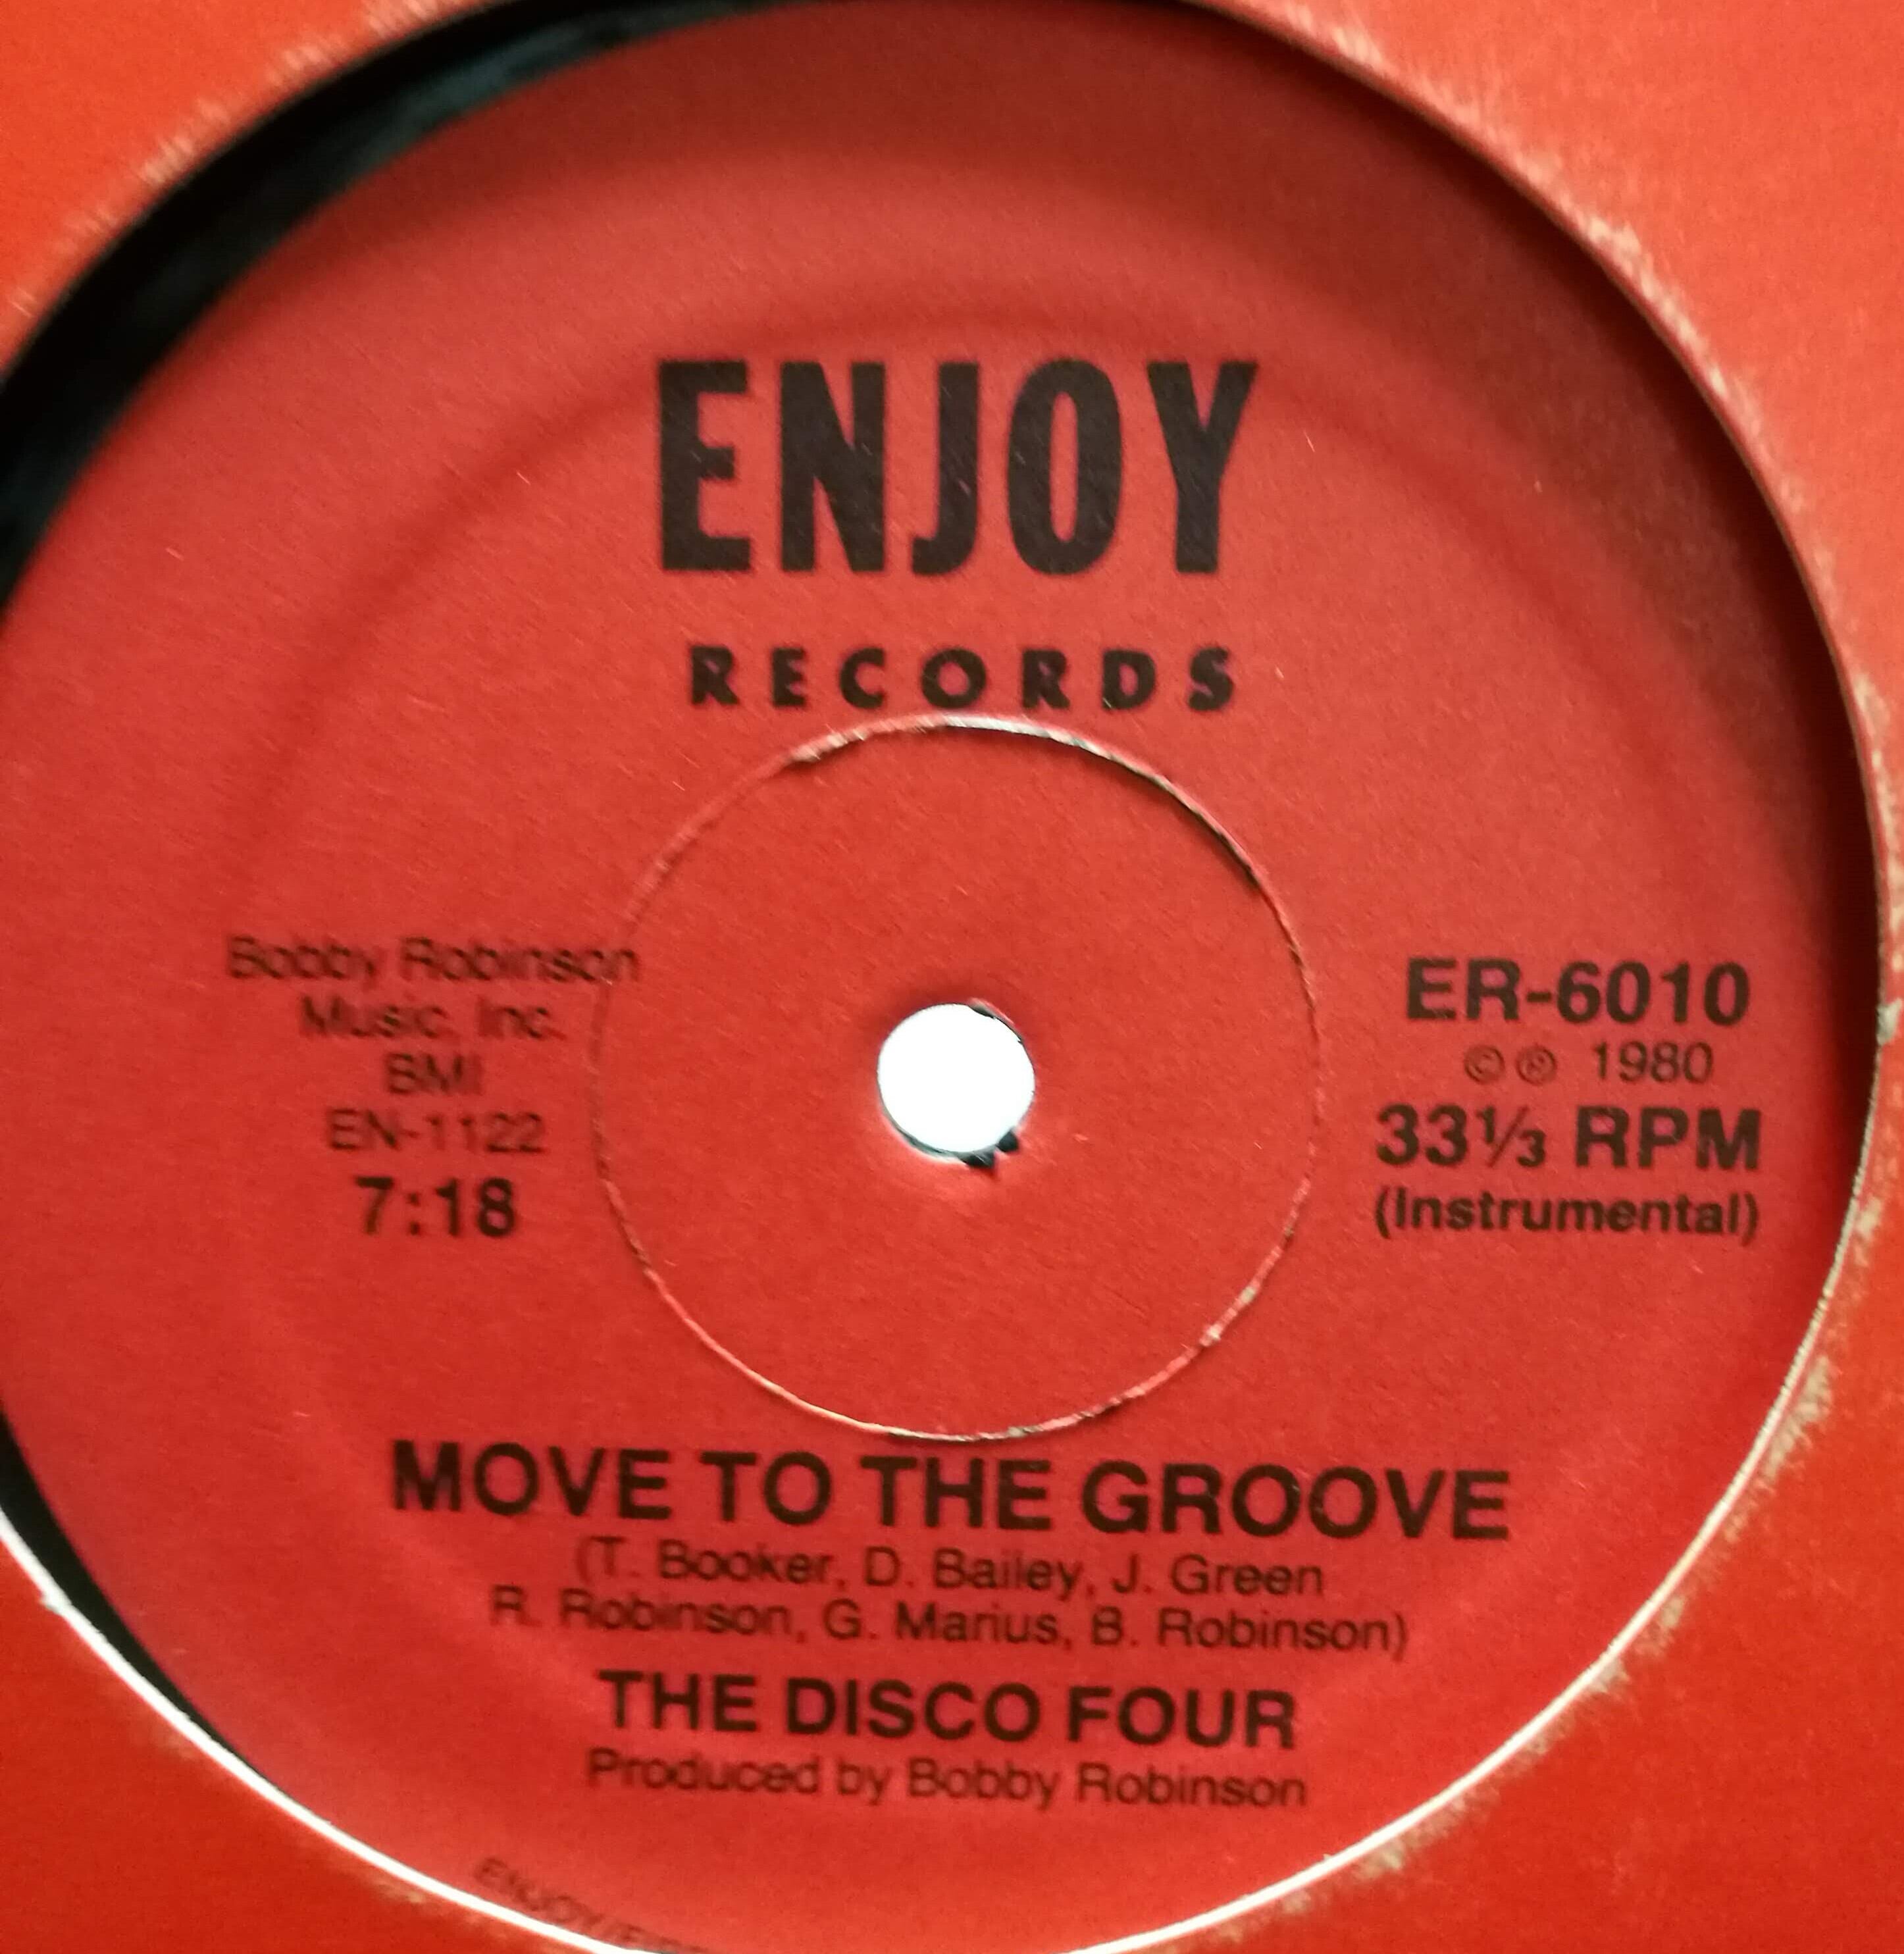 ENJOY
RECORDS
Bobby Robinson
Music, Inc.
BMI
EN-1122
7:18
ER-6010
©℗ 1980
33⅓ RPM
(Instrumental)
MOVE TO THE GROOVE
(T. Booker, D. Bailey, J. Green
R. Robinson, G. Marius, B. Robinson)
THE DISCO FOUR
Produced by Bobby Robinson
ENJOY